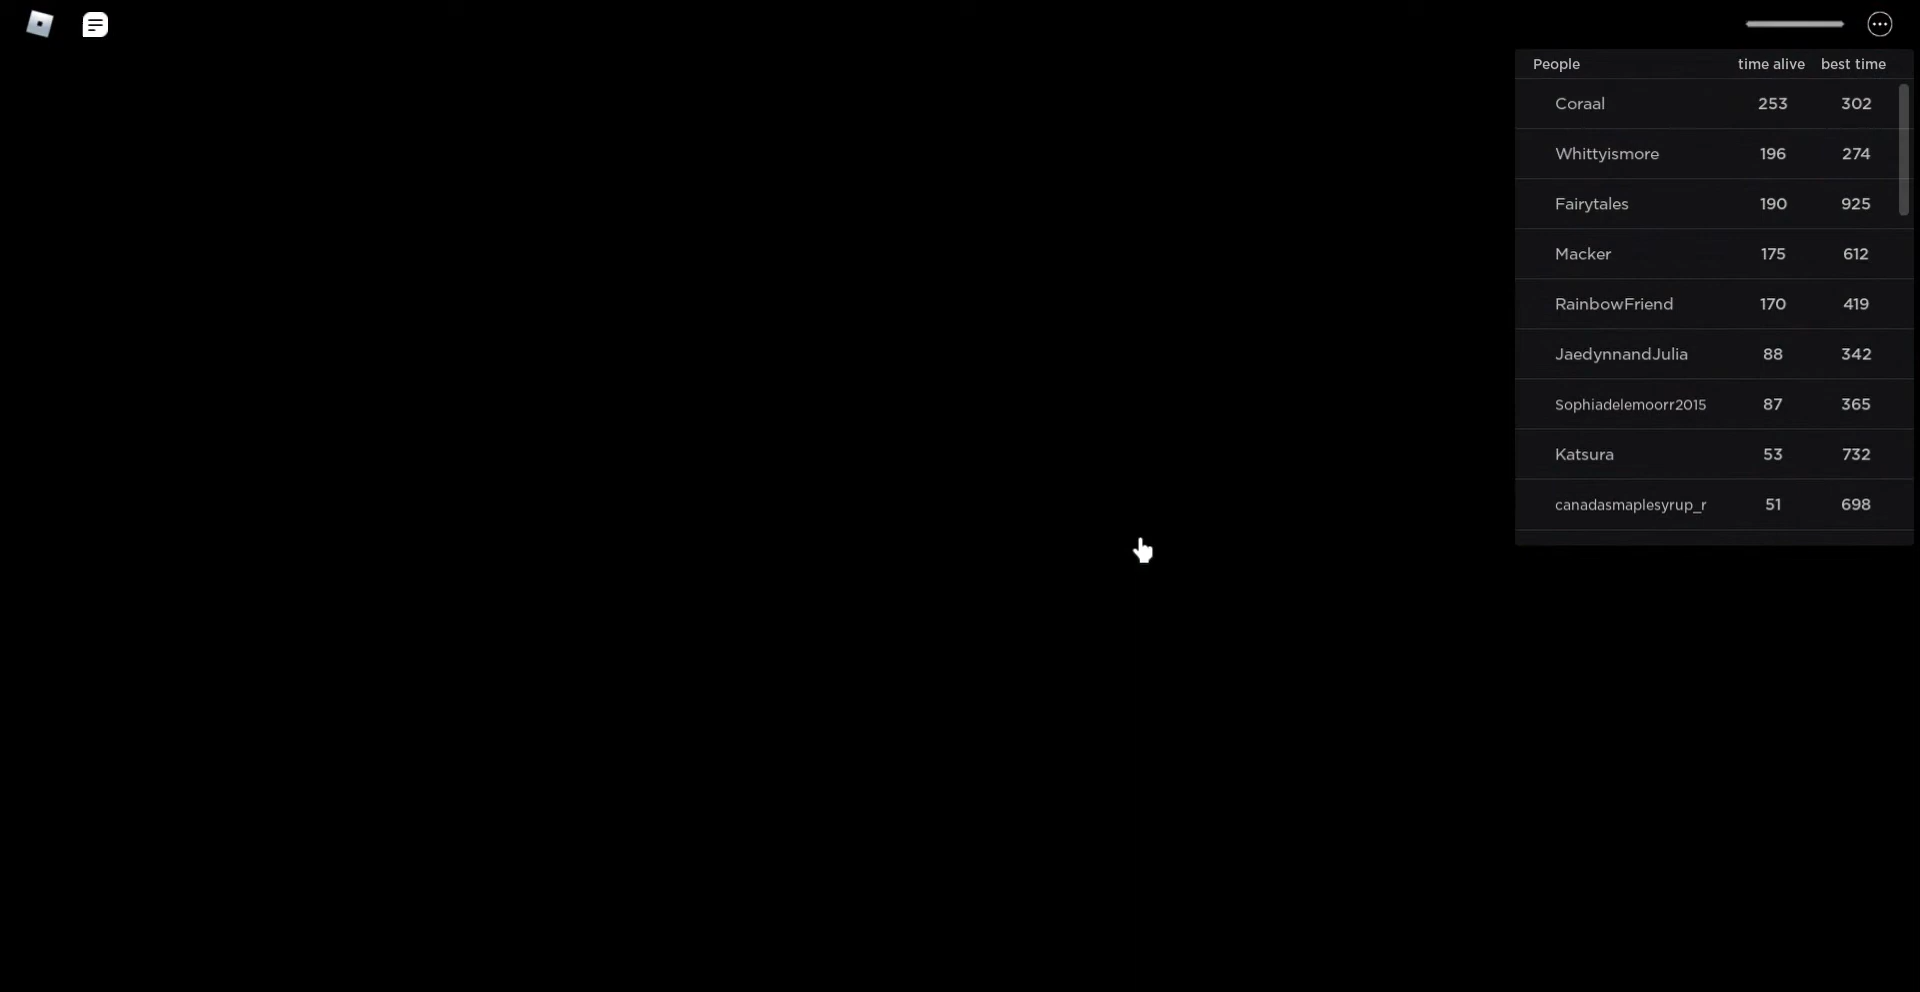 People time alive best time
Coraal 253 302
Whittyismore 196 274
Fairytales 190 925
Macker 175 612
RainbowFriend 170 419
JaedynnandJulia 88 342
Sophiadelemoorr2015 87 365
Katsura 53 732
canadasmaplesyrup_r 51 698